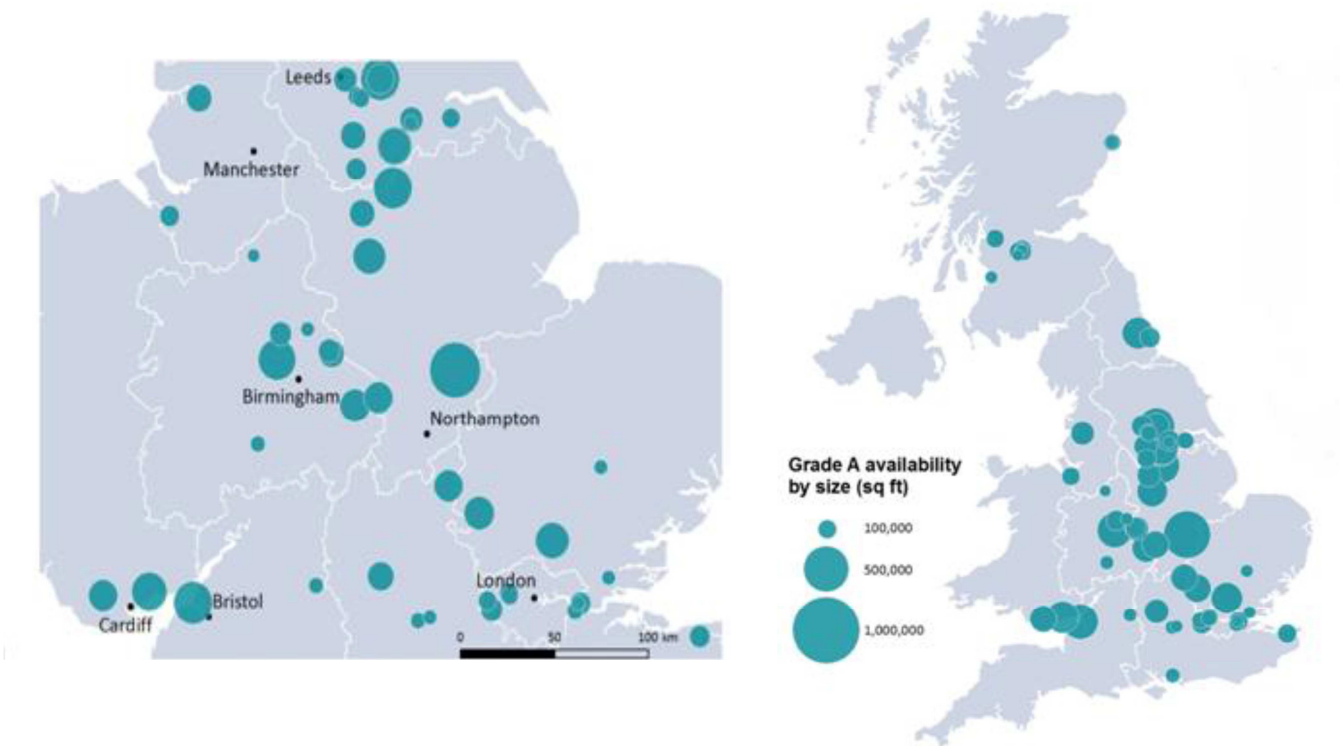 Leeds
Manchester
Birmingham
Northampton
London
Bristol
Cardiff
0 50 100 km
Grade A availability
by size (sq ft)
100,000
500,000
1,000,000